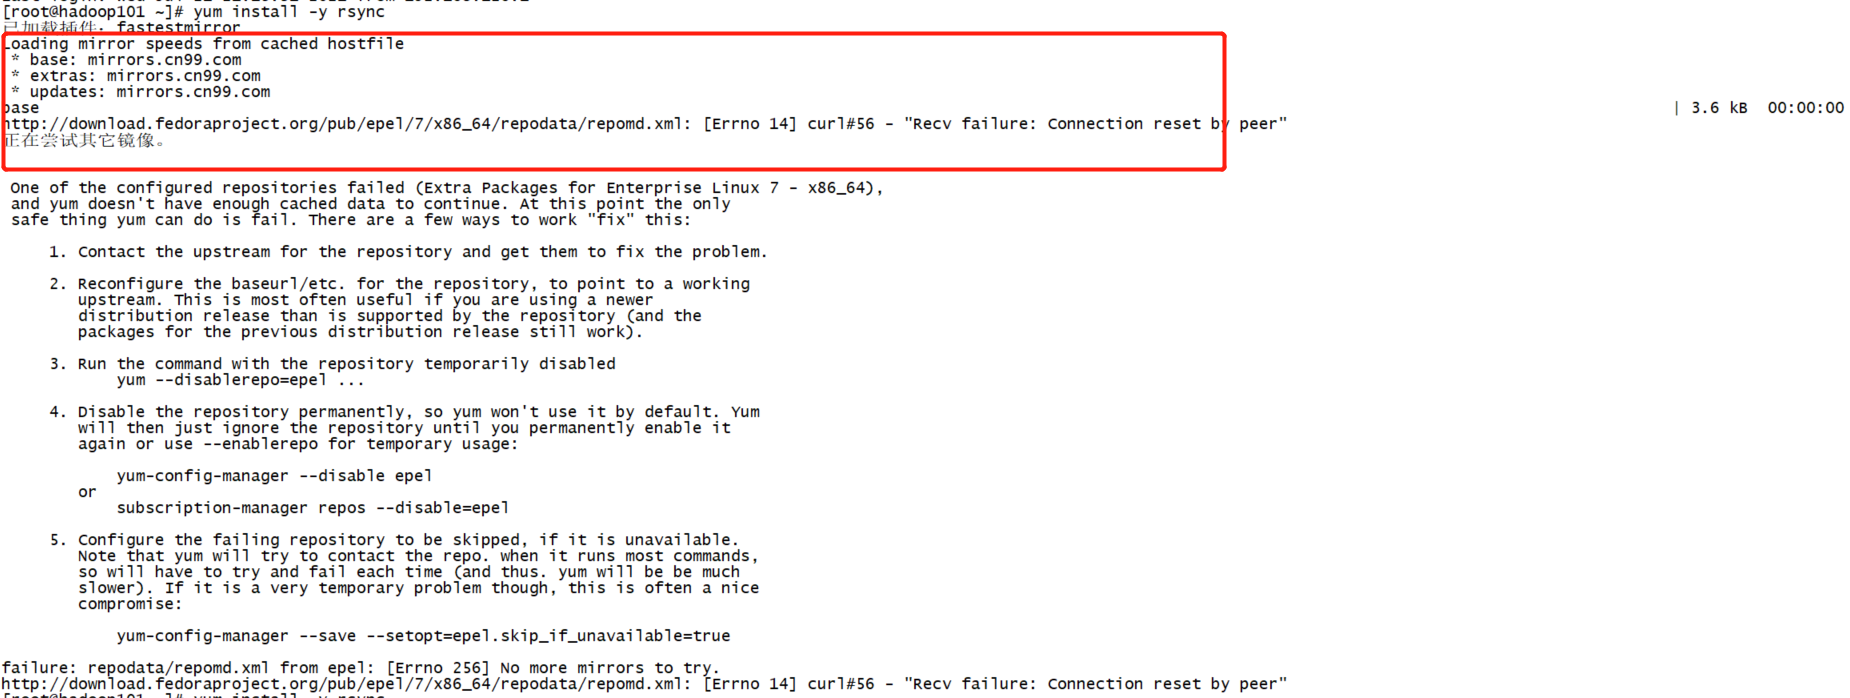 [root@hadoop101 ~]# yum install -y rsync
已加载插件：fastestmirror
Loading mirror speeds from cached hostfile
 * base: mirrors.cn99.com
 * extras: mirrors.cn99.com
 * updates: mirrors.cn99.com
base | 3.6 kB 00:00:00
http://download.fedoraproject.org/pub/epel/7/x86_64/repodata/repomd.xml: [Errno 14] curl#56 - "Recv failure: Connection reset by peer"
正在尝试其它镜像。
One of the configured repositories failed (Extra Packages for Enterprise Linux 7 - x86_64),
and yum doesn't have enough cached data to continue. At this point the only
safe thing yum can do is fail. There are a few ways to work "fix" this:
1. Contact the upstream for the repository and get them to fix the problem.
2. Reconfigure the baseurl/etc. for the repository, to point to a working
upstream. This is most often useful if you are using a newer
distribution release than is supported by the repository (and the
packages for the previous distribution release still work).
3. Run the command with the repository temporarily disabled
yum --disablerepo=epel ...
4. Disable the repository permanently, so yum won't use it by default. Yum
will then just ignore the repository until you permanently enable it
again or use --enablerepo for temporary usage:
yum-config-manager --disable epel
or
subscription-manager repos --disable=epel
5. Configure the failing repository to be skipped, if it is unavailable.
Note that yum will try to contact the repo. when it runs most commands,
so will have to try and fail each time (and thus. yum will be be much
slower). If it is a very temporary problem though, this is often a nice
compromise:
yum-config-manager --save --setopt=epel.skip_if_unavailable=true
failure: repodata/repomd.xml from epel: [Errno 256] No more mirrors to try.
http://download.fedoraproject.org/pub/epel/7/x86_64/repodata/repomd.xml: [Errno 14] curl#56 - "Recv failure: Connection reset by peer"
[root@hadoop101 ~]# yum install -y rsync